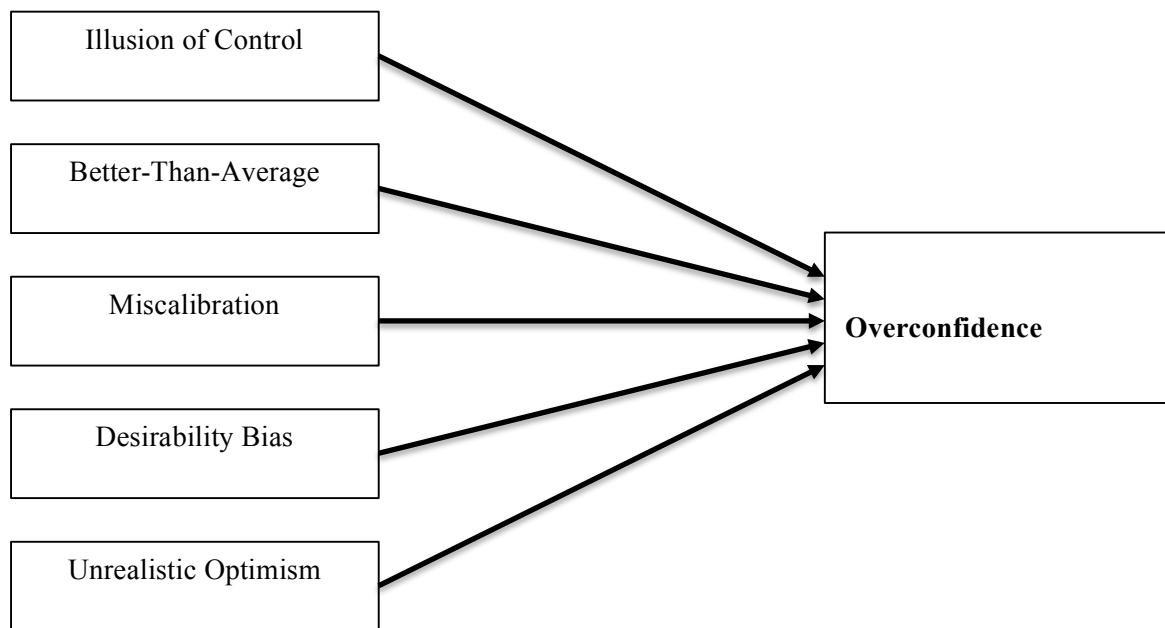 Illusion of Control
Better-Than-Average
Miscalibration
Desirability Bias
Unrealistic Optimism
Overconfidence